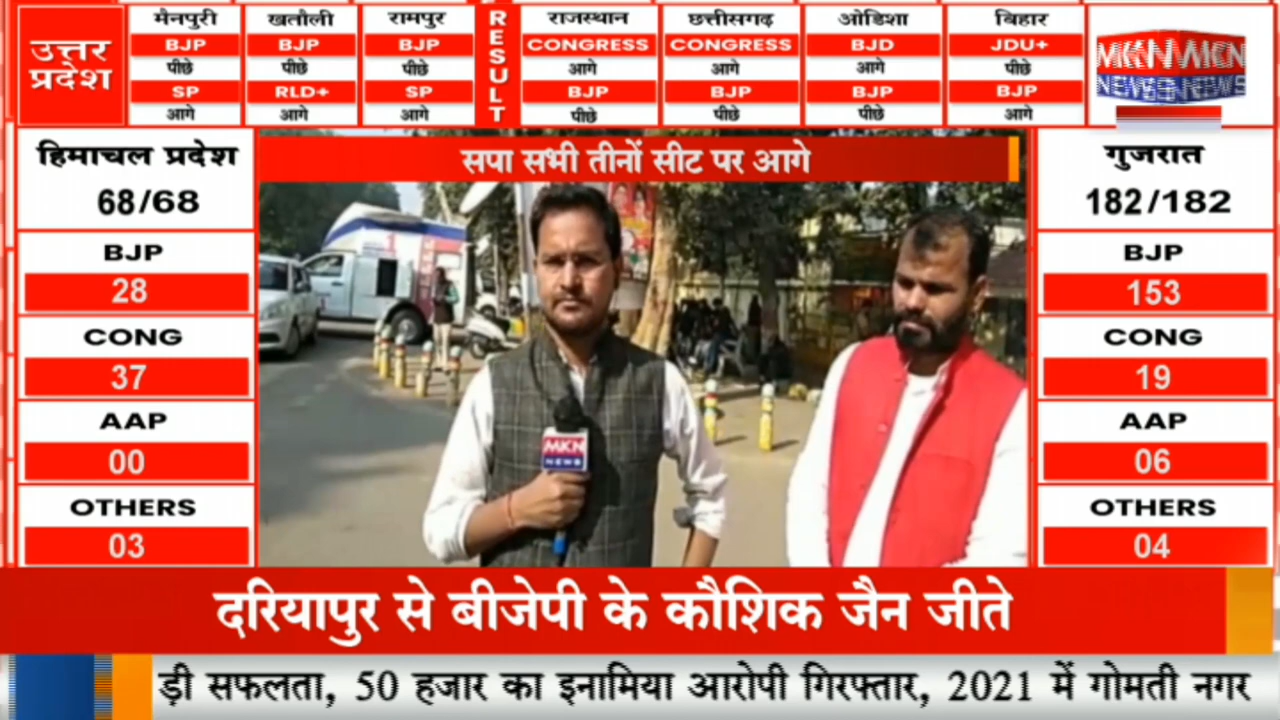 उत्तर
प्रदेश
मैनपुरी
BJP
पीछे
SP
आगे
खतौली
BJP
पीछे
RLD+
आगे
रामपुर
BJP
पीछे
SP
आगे
RESULT
राजस्थान
CONGRESS
आगे
BJP
पीछे
छत्तीसगढ़
CONGRESS
आगे
BJP
पीछे
ओडिशा
BJD
आगे
BJP
पीछे
बिहार
JDU+
पीछे
BJP
आगे
MKN MKN
NEWS NEWS
हिमाचल प्रदेश
68/68
BJP
28
CONG
37
AAP
00
OTHERS
03
सपा सभी तीनों सीट पर आगे
MKN
NEWS
गुजरात
182/182
BJP
153
CONG
19
AAP
06
OTHERS
04
दरियापुर से बीजेपी के कौशिक जैन जीते
ड़ी सफलता, 50 हजार का इनामिया आरोपी गिरफ्तार, 2021 में गोमती नगर